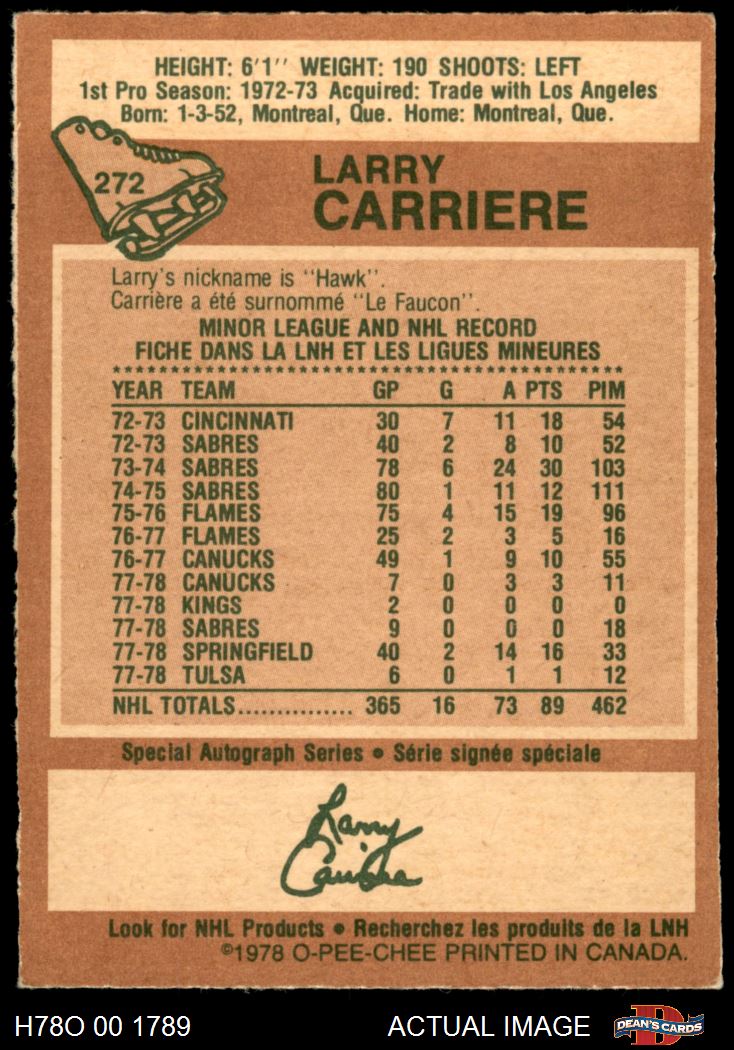 HEIGHT: 6'1'' WEIGHT: 190 SHOOTS: LEFT
1st Pro Season: 1972-73 Acquired: Trade with Los Angeles
Born: 1-3-52, Montreal, Que. Home: Montreal, Que.
272
LARRY
CARRIERE
Larry's nickname is ''Hawk''.
Carrière a été surnommé ''Le Faucon''.
MINOR LEAGUE AND NHL RECORD
FICHE DANS LA LNH ET LES LIGUES MINEURES
YEAR TEAM GP G A PTS PIM
72-73 CINCINNATI 30 7 11 18 54
72-73 SABRES 40 2 8 10 52
73-74 SABRES 78 6 24 30 103
74-75 SABRES 80 1 11 12 111
75-76 FLAMES 75 4 15 19 96
76-77 FLAMES 25 2 3 5 16
76-77 CANUCKS 49 1 9 10 55
77-78 CANUCKS 7 0 3 3 11
77-78 KINGS 2 0 0 0 0
77-78 SABRES 9 0 0 0 18
77-78 SPRINGFIELD 40 2 14 16 33
77-78 TULSA 6 0 1 1 12
NHL TOTALS............... 365 16 73 89 462
Special Autograph Series • Série signée spéciale
Larry
Carriere
Look for NHL Products • Recherchez les produits de la LNH
©1978 O-PEE-CHEE PRINTED IN CANADA.
H78O 00 1789 ACTUAL IMAGE D DEAN'S CARDS